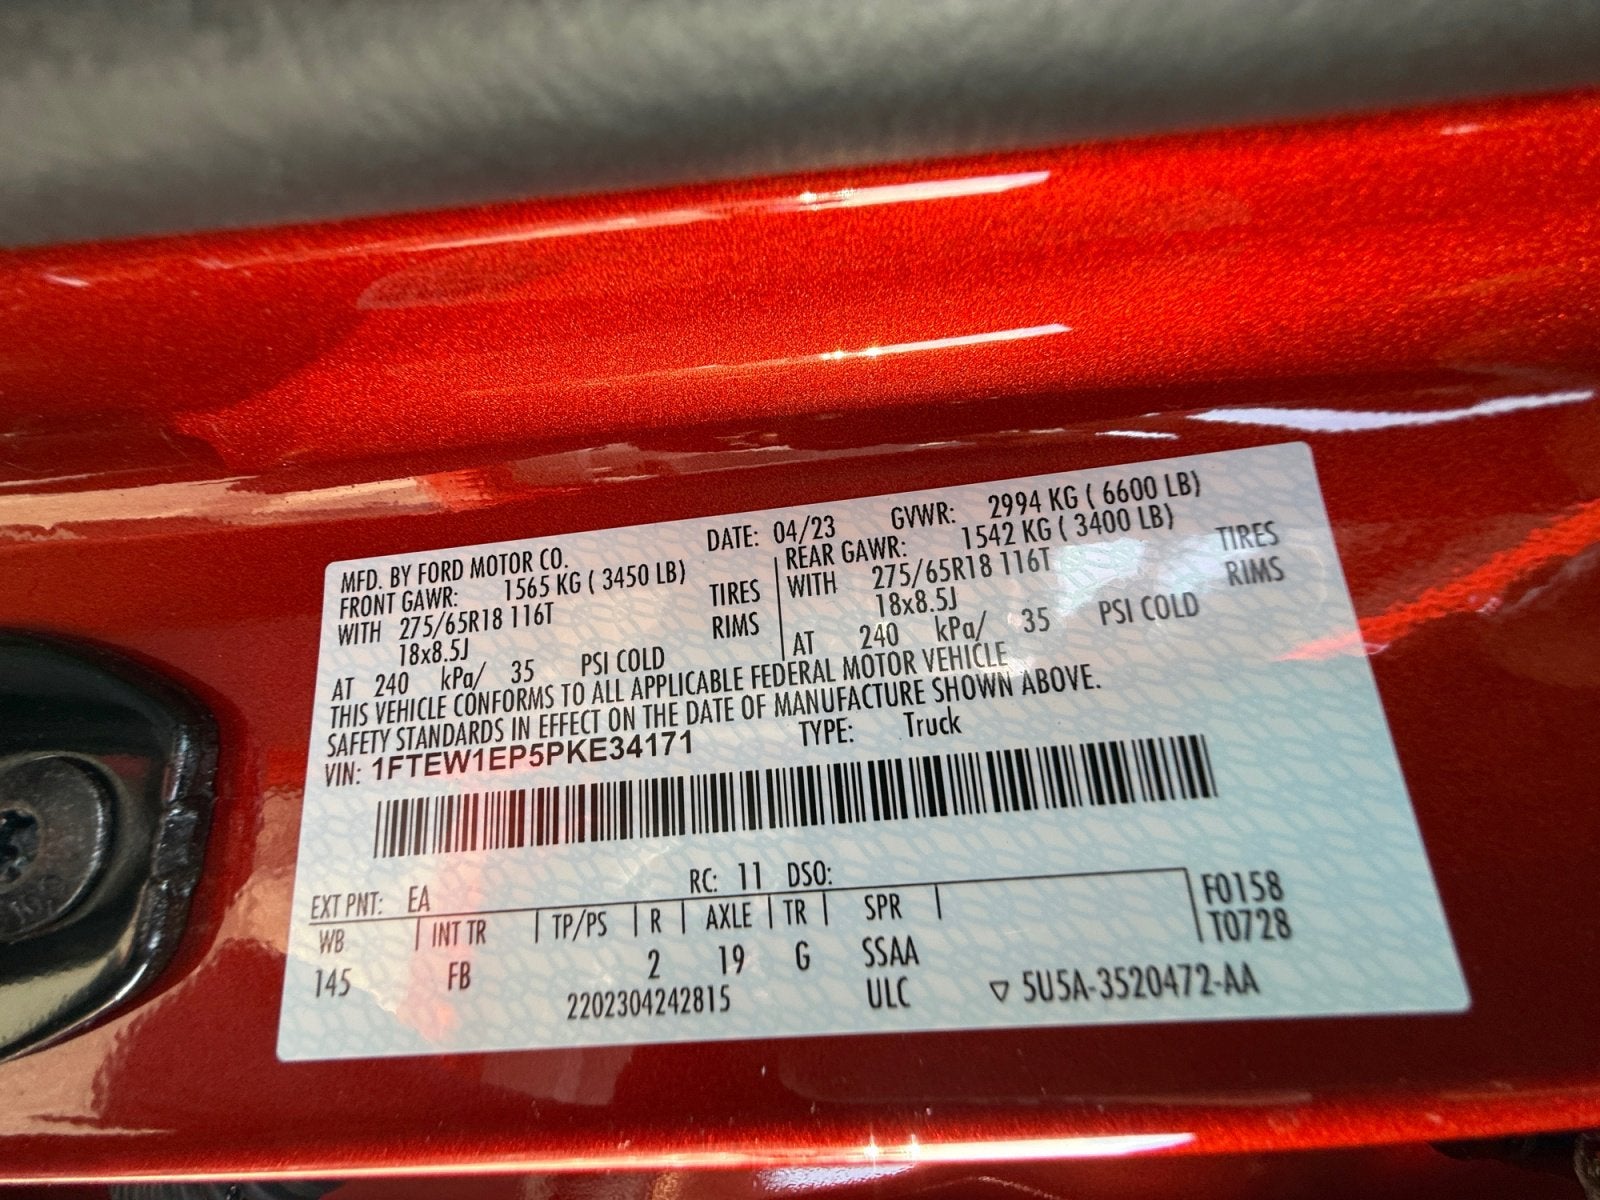 MFD. BY FORD MOTOR CO. DATE: 04/23 GVWR: 2994 KG ( 6600 LB)
FRONT GAWR: 1565 KG ( 3450 LB) REAR GAWR: 1542 KG ( 3400 LB)
WITH 275/65R18 116T TIRES WITH 275/65R18 116T TIRES
18x8.5J RIMS 18x8.5J RIMS
AT 240 kPa/ 35 PSI COLD AT 240 kPa/ 35 PSI COLD
THIS VEHICLE CONFORMS TO ALL APPLICABLE FEDERAL MOTOR VEHICLE
SAFETY STANDARDS IN EFFECT ON THE DATE OF MANUFACTURE SHOWN ABOVE.
VIN: 1FTEW1EP5PKE34171 TYPE: Truck
EXT PNT: EA RC: 11 DSO:
WB | INT TR | TP/PS | R | AXLE | TR | SPR | F0158
145 FB 2 19 G SSAA T0728
2202304242815 ULC ▽ 5U5A-3520472-AA